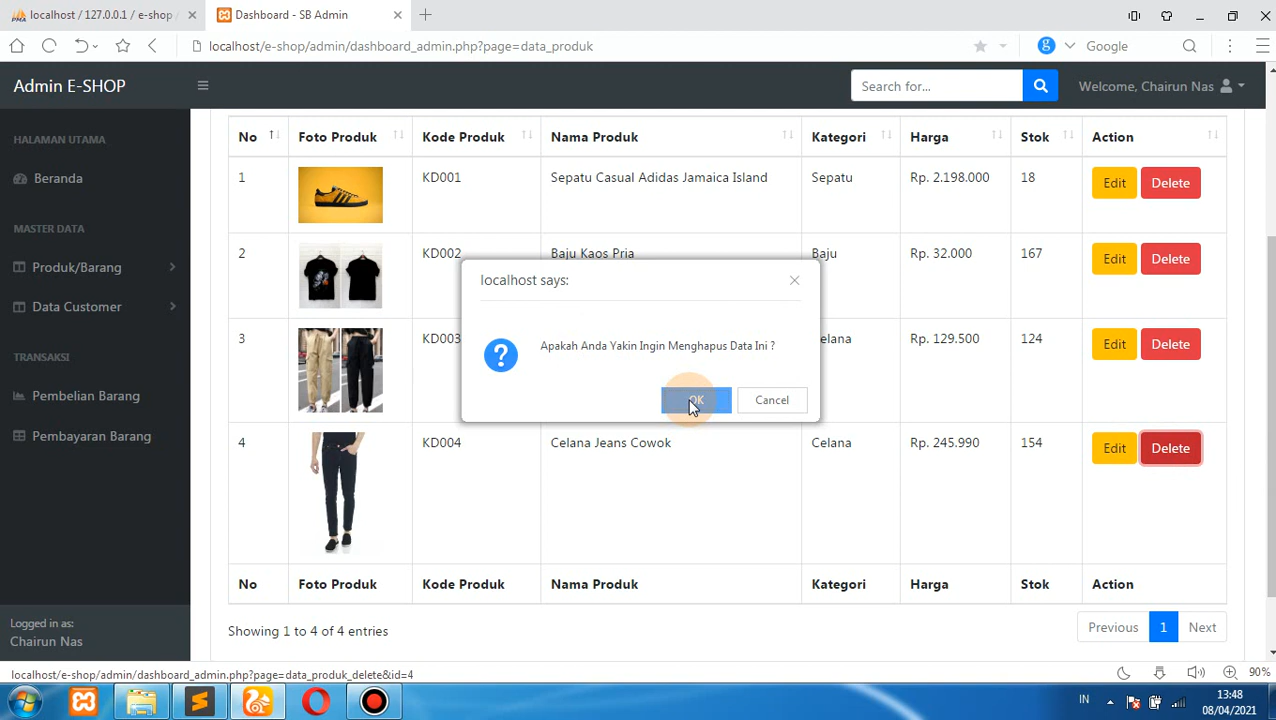 localhost / 127.0.0.1 / e-shop
Dashboard - SB Admin
localhost/e-shop/admin/dashboard_admin.php?page=data_produk
Google
Admin E-SHOP
Search for...
Welcome, Chairun Nas
HALAMAN UTAMA
Beranda
MASTER DATA
Produk/Barang
Data Customer
TRANSAKSI
Pembelian Barang
Pembayaran Barang
Logged in as:
Chairun Nas
No Foto Produk Kode Produk Nama Produk Kategori Harga Stok Action
1 KD001 Sepatu Casual Adidas Jamaica Island Sepatu Rp. 2.198.000 18 Edit Delete
2 KD002 Baju Kaos Pria Baju Rp. 32.000 167 Edit Delete
3 KD003 elana Rp. 129.500 124 Edit Delete
localhost says:
Apakah Anda Yakin Ingin Menghapus Data Ini ?
OK Cancel
4 KD004 Celana Jeans Cowok Celana Rp. 245.990 154 Edit Delete
No Foto Produk Kode Produk Nama Produk Kategori Harga Stok Action
Showing 1 to 4 of 4 entries
Previous 1 Next
localhost/e-shop/admin/dashboard_admin.php?page=data_produk_delete&id=4
90%
IN
13:48
08/04/2021